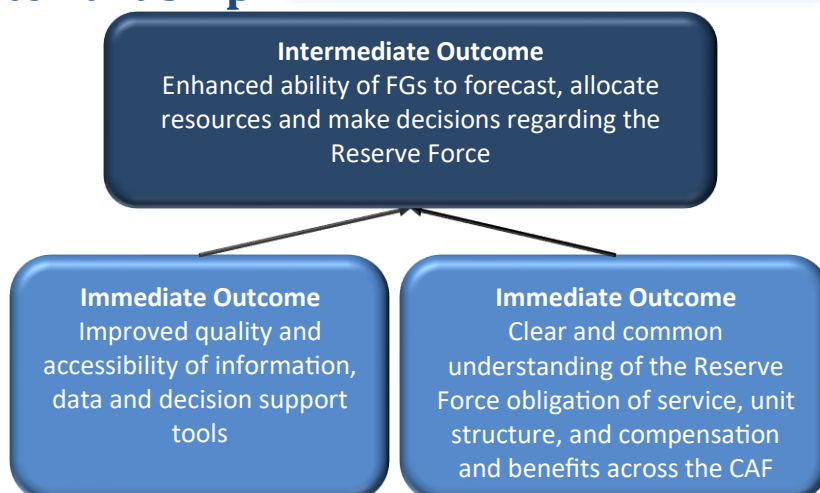 Intermediate Outcome
Enhanced ability of FGs to forecast, allocate
resources and make decisions regarding the
Reserve Force
Immediate Outcome
Improved quality and
accessibility of information,
data and decision support
tools
Immediate Outcome
Clear and common
understanding of the Reserve
Force obligation of service, unit
structure, and compensation
and benefits across the CAF